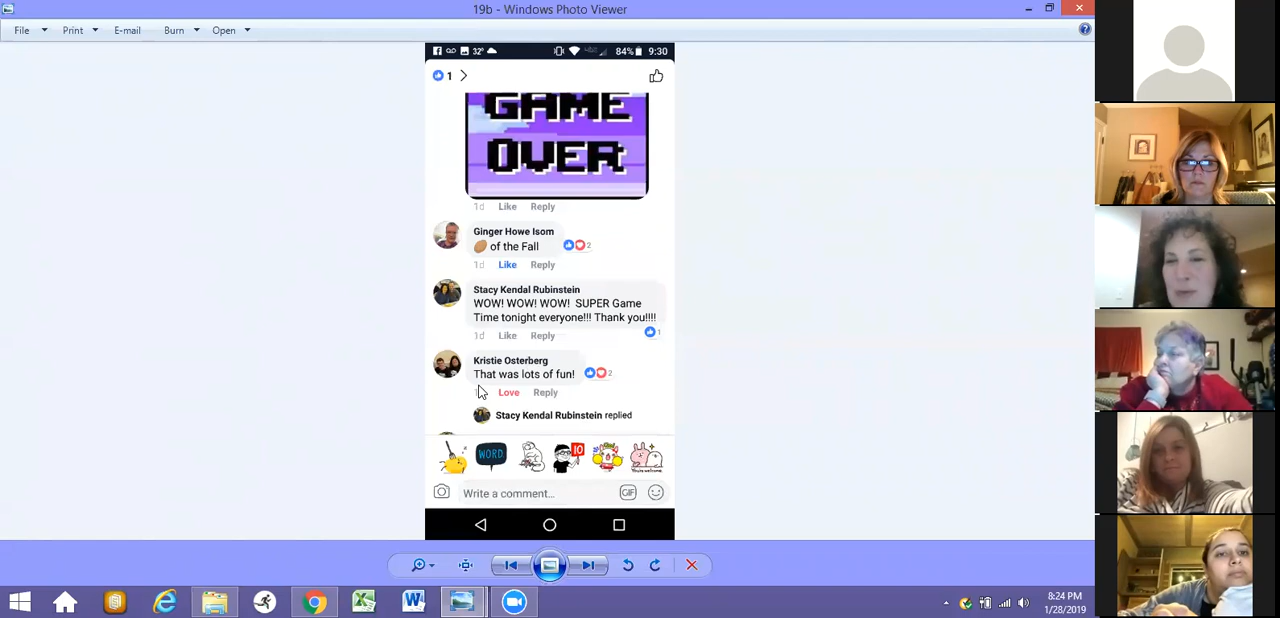 19b - Windows Photo Viewer
File Print E-mail Burn Open
32° 84% 9:30
1
GAME
OVER
1d Like Reply
Ginger Howe Isom
of the Fall 2
1d Like Reply
Stacy Kendal Rubinstein
WOW! WOW! WOW! SUPER Game
Time tonight everyone!!! Thank you!!!!
1
1d Like Reply
Kristie Osterberg
That was lots of fun! 2
Love Reply
Stacy Kendal Rubinstein replied
WORD 10
Write a comment... GIF
8:24 PM
1/28/2019